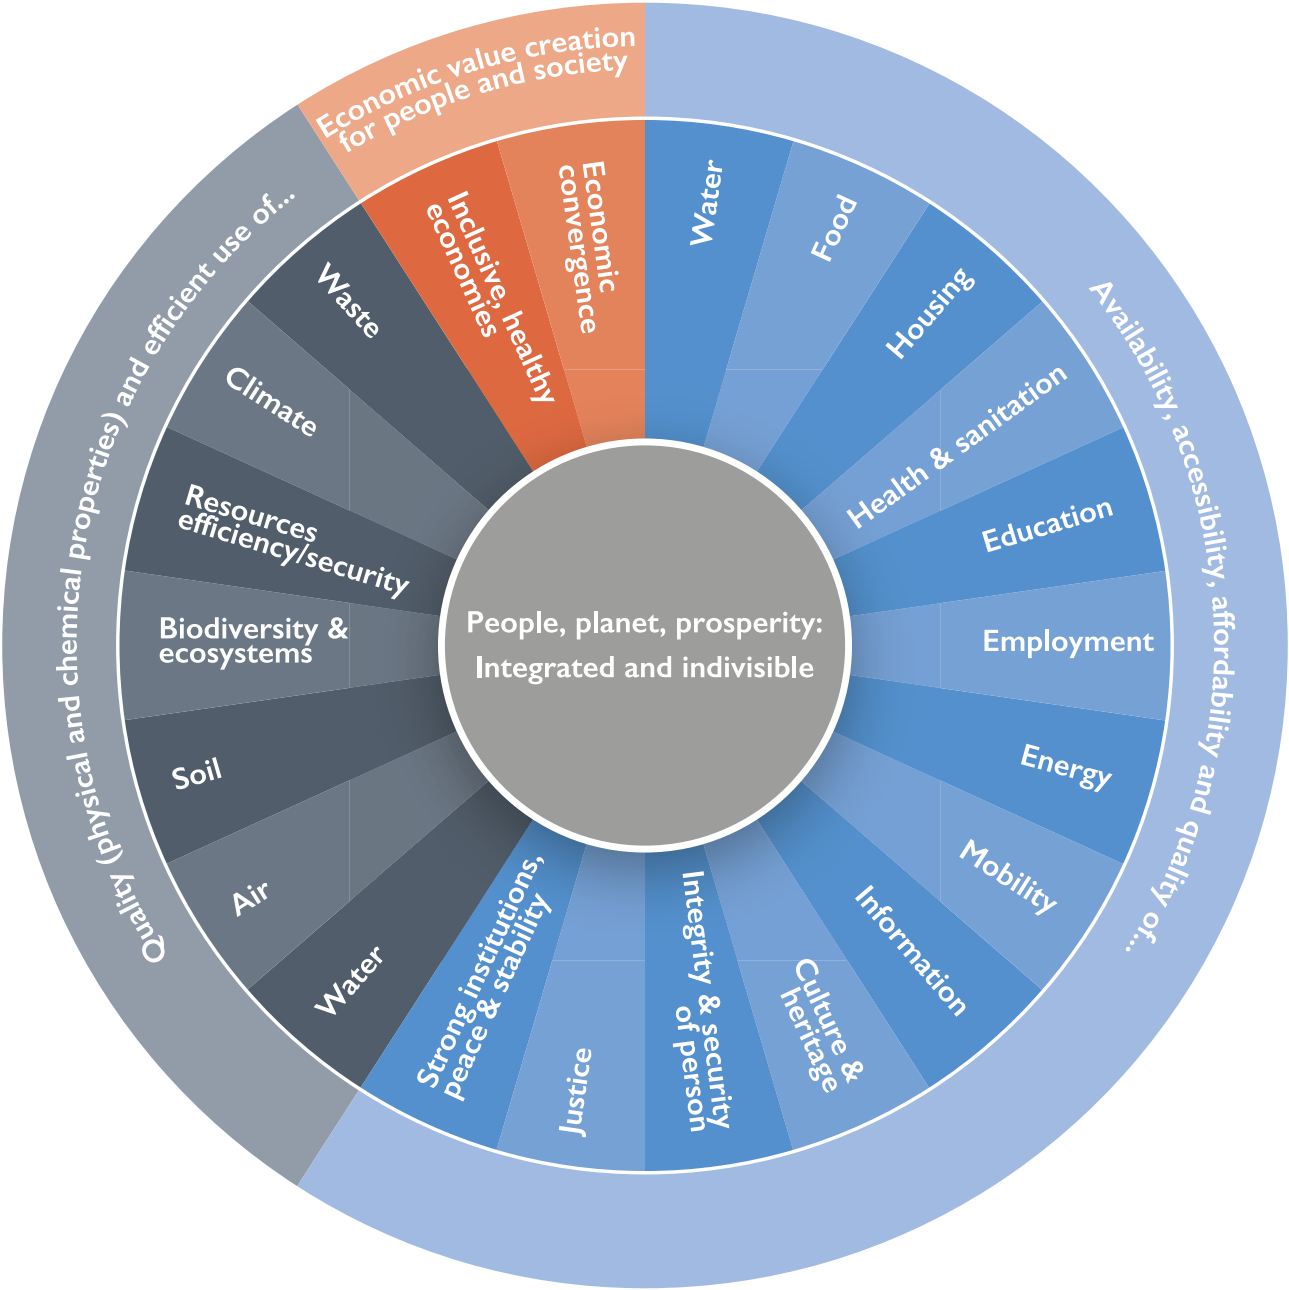 Economic value creation
for people and society
Availability, accessibility, affordability and quality of...
Quality (physical and chemical properties) and efficient use of...
Water
Food
Housing
Health & sanitation
Education
Employment
Energy
Mobility
Information
Culture &
heritage
Integrity & security
of person
Justice
Strong institutions,
peace & stability
Water
Air
Soil
Biodiversity &
ecosystems
Resources
efficiency/security
Climate
Waste
Inclusive, healthy
economies
Economic
convergence
People, planet, prosperity:
Integrated and indivisible